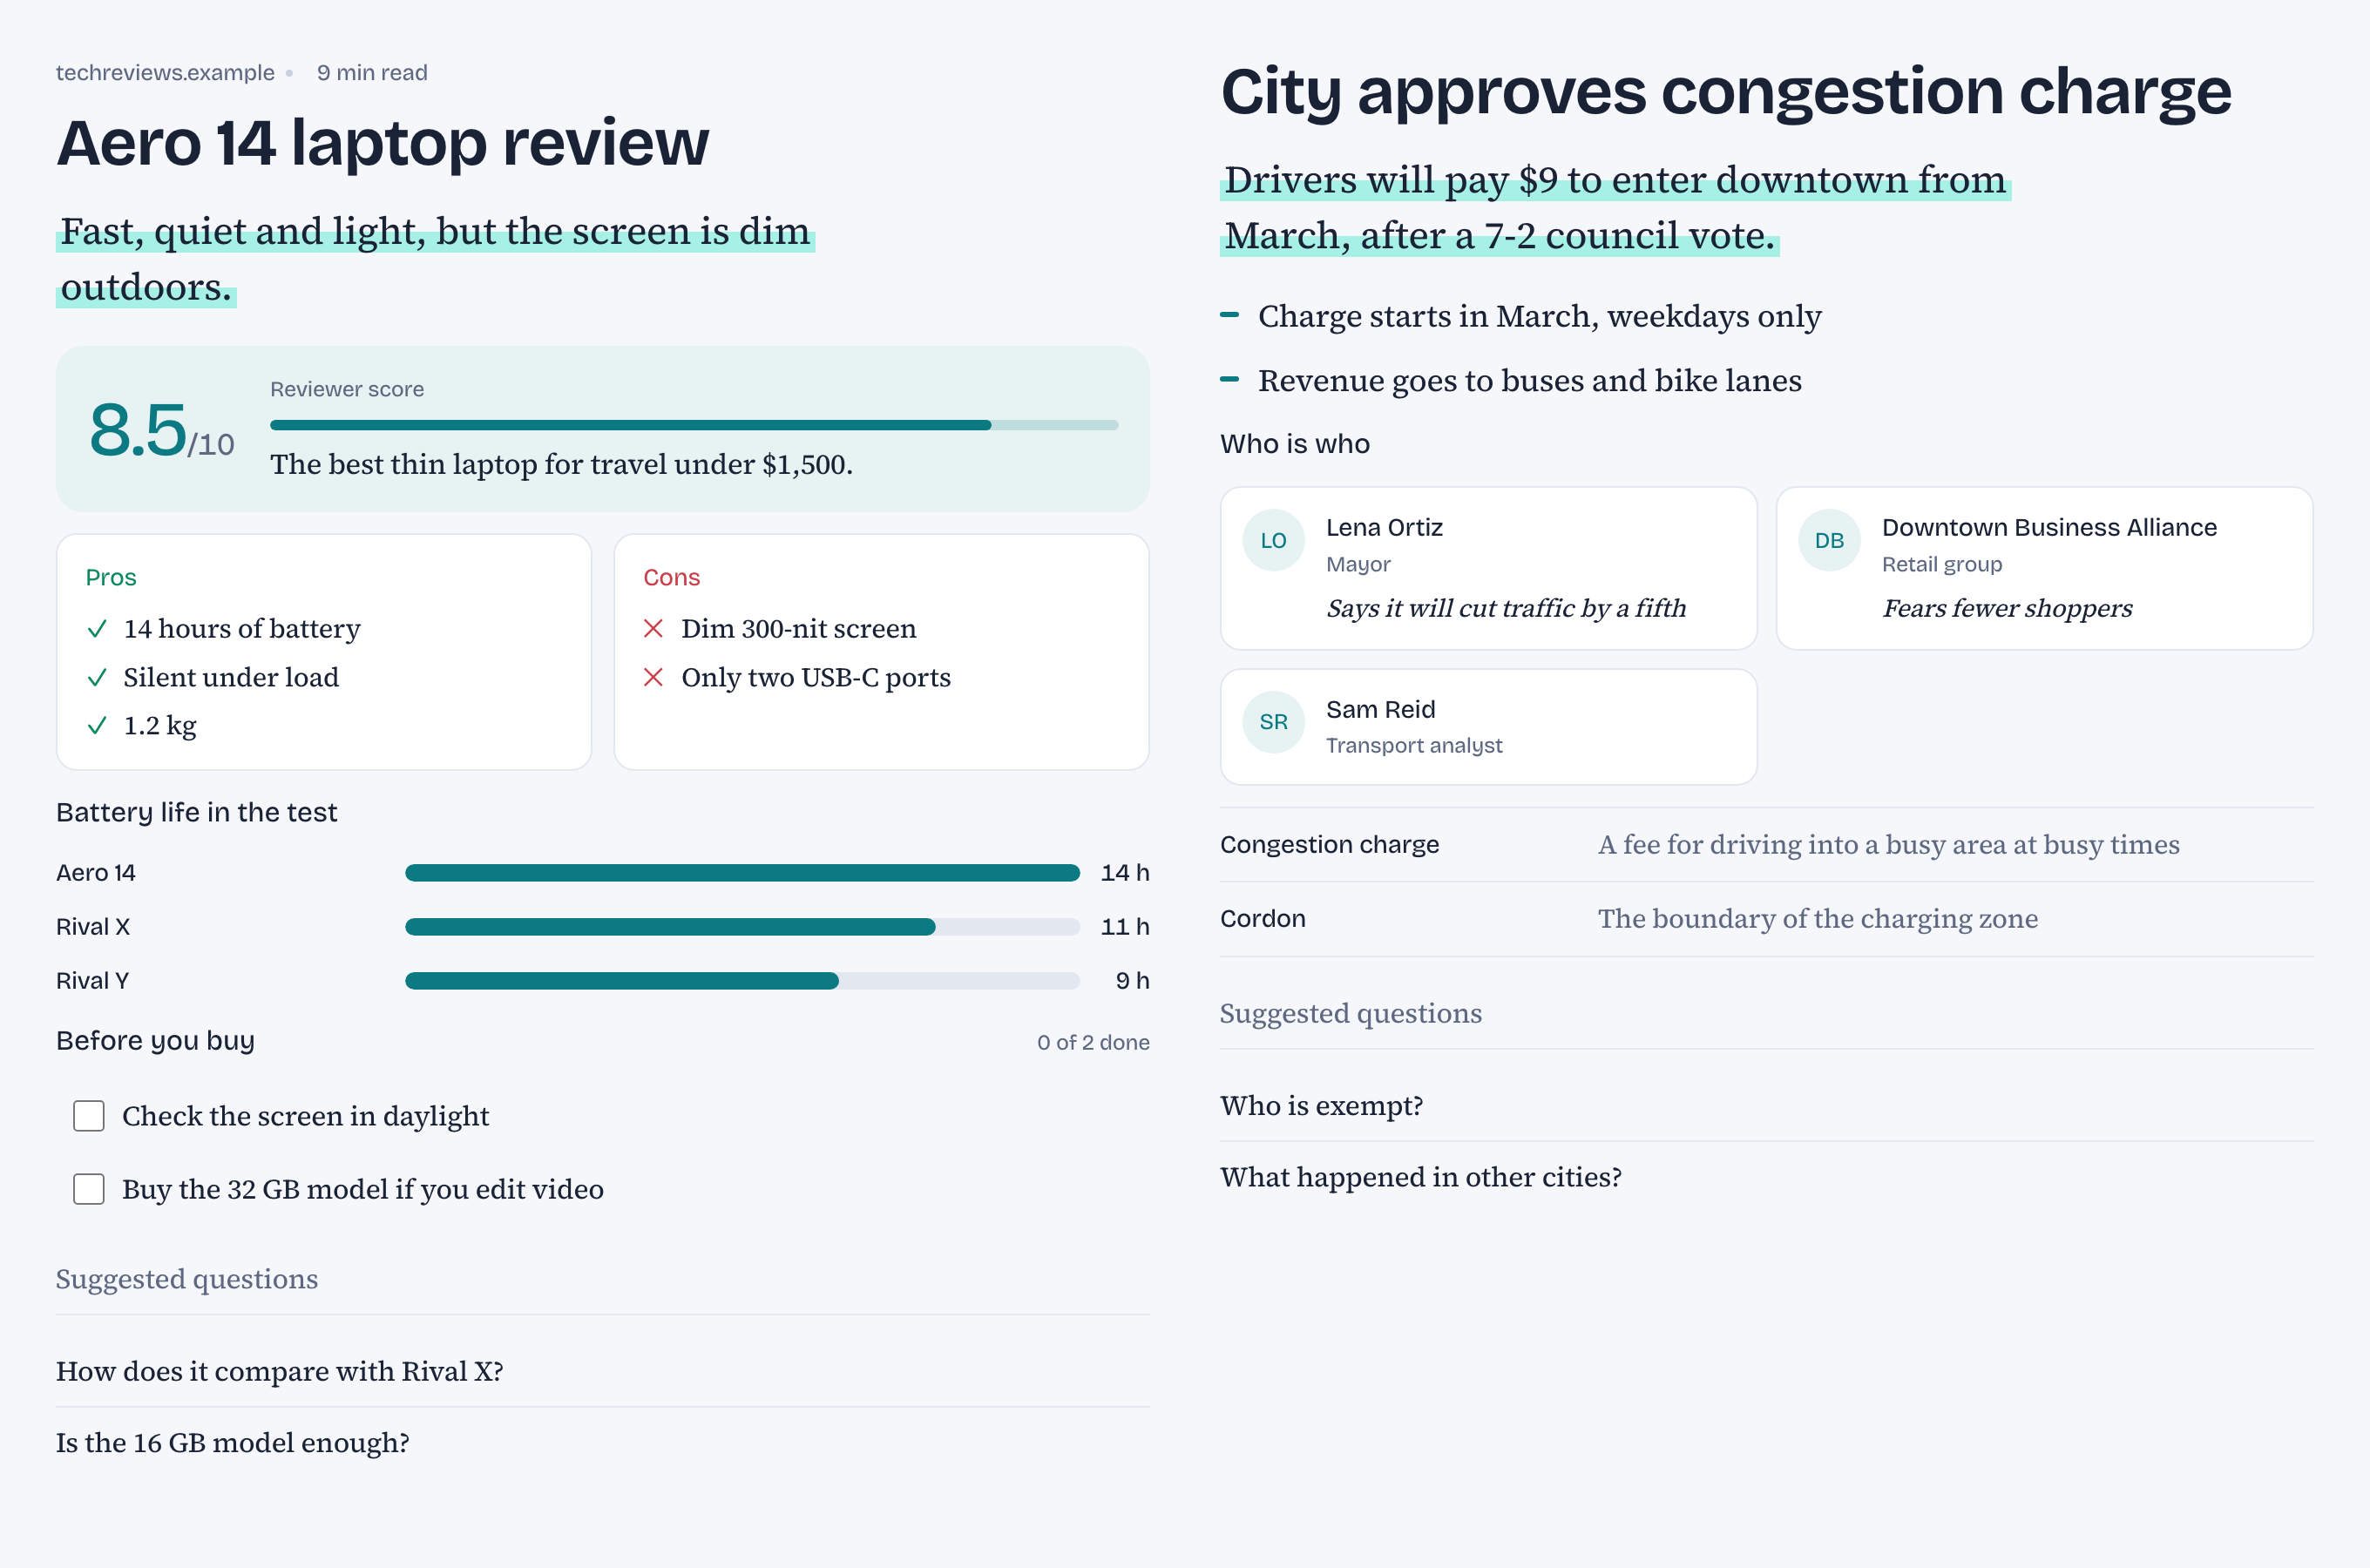 techreviews.example • 9 min read
Aero 14 laptop review
Fast, quiet and light, but the screen is dim
outdoors.
8.5/10
Reviewer score
The best thin laptop for travel under $1,500.
Pros
14 hours of battery
Silent under load
1.2 kg
Cons
Dim 300-nit screen
Only two USB-C ports
Battery life in the test
Aero 14 14 h
Rival X 11 h
Rival Y 9 h
Before you buy 0 of 2 done
Check the screen in daylight
Buy the 32 GB model if you edit video
Suggested questions
How does it compare with Rival X?
Is the 16 GB model enough?
City approves congestion charge
Drivers will pay $9 to enter downtown from
March, after a 7-2 council vote.
Charge starts in March, weekdays only
Revenue goes to buses and bike lanes
Who is who
LO
Lena Ortiz
Mayor
Says it will cut traffic by a fifth
DB
Downtown Business Alliance
Retail group
Fears fewer shoppers
SR
Sam Reid
Transport analyst
Congestion charge A fee for driving into a busy area at busy times
Cordon The boundary of the charging zone
Suggested questions
Who is exempt?
What happened in other cities?